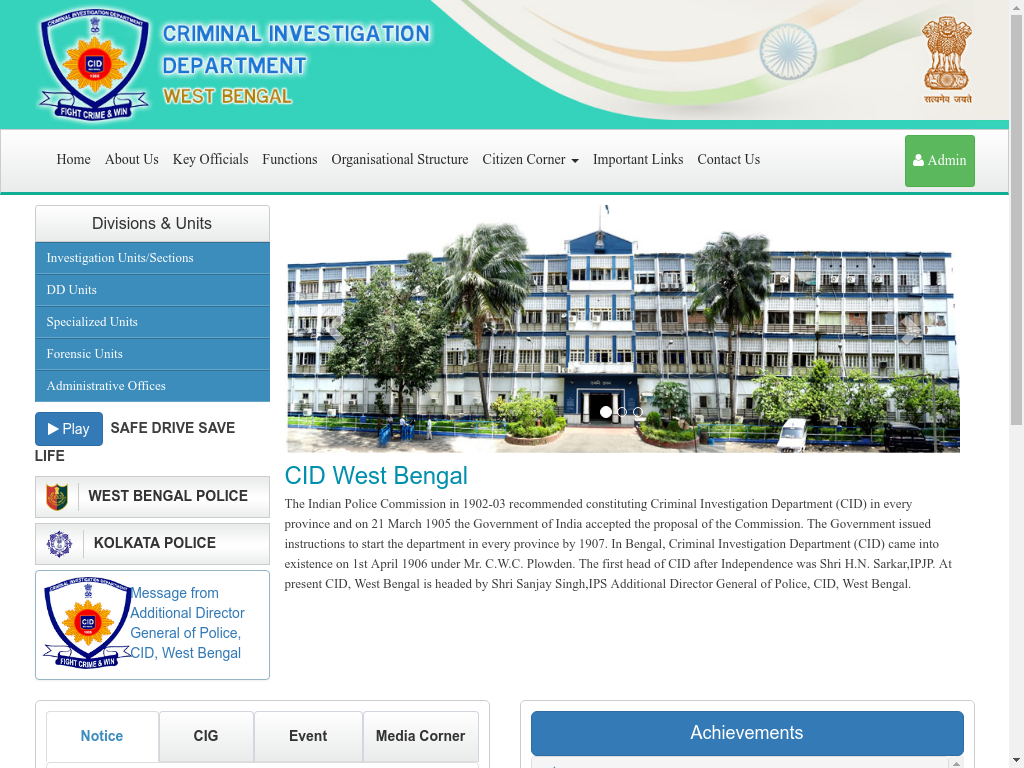 CRIMINAL INVESTIGATION DEPARTMENT
CID
FIGHT CRIME & WIN
CRIMINAL INVESTIGATION
DEPARTMENT
WEST BENGAL
सत्यमेव जयते
Home About Us Key Officials Functions Organisational Structure Citizen Corner Important Links Contact Us Admin
Divisions & Units
Investigation Units/Sections
DD Units
Specialized Units
Forensic Units
Administrative Offices
Play SAFE DRIVE SAVE
LIFE
WEST BENGAL POLICE
KOLKATA POLICE
CRIMINAL INVESTIGATION DEPARTMENT
CID
FIGHT CRIME & WIN
Message from
Additional Director
General of Police,
CID, West Bengal
CID West Bengal
The Indian Police Commission in 1902-03 recommended constituting Criminal Investigation Department (CID) in every
province and on 21 March 1905 the Government of India accepted the proposal of the Commission. The Government issued
instructions to start the department in every province by 1907. In Bengal, Criminal Investigation Department (CID) came into
existence on 1st April 1906 under Mr. C.W.C. Plowden. The first head of CID after Independence was Shri H.N. Sarkar,IPJP. At
present CID, West Bengal is headed by Shri Sanjay Singh,IPS Additional Director General of Police, CID, West Bengal.
Notice CIG Event Media Corner
Achievements